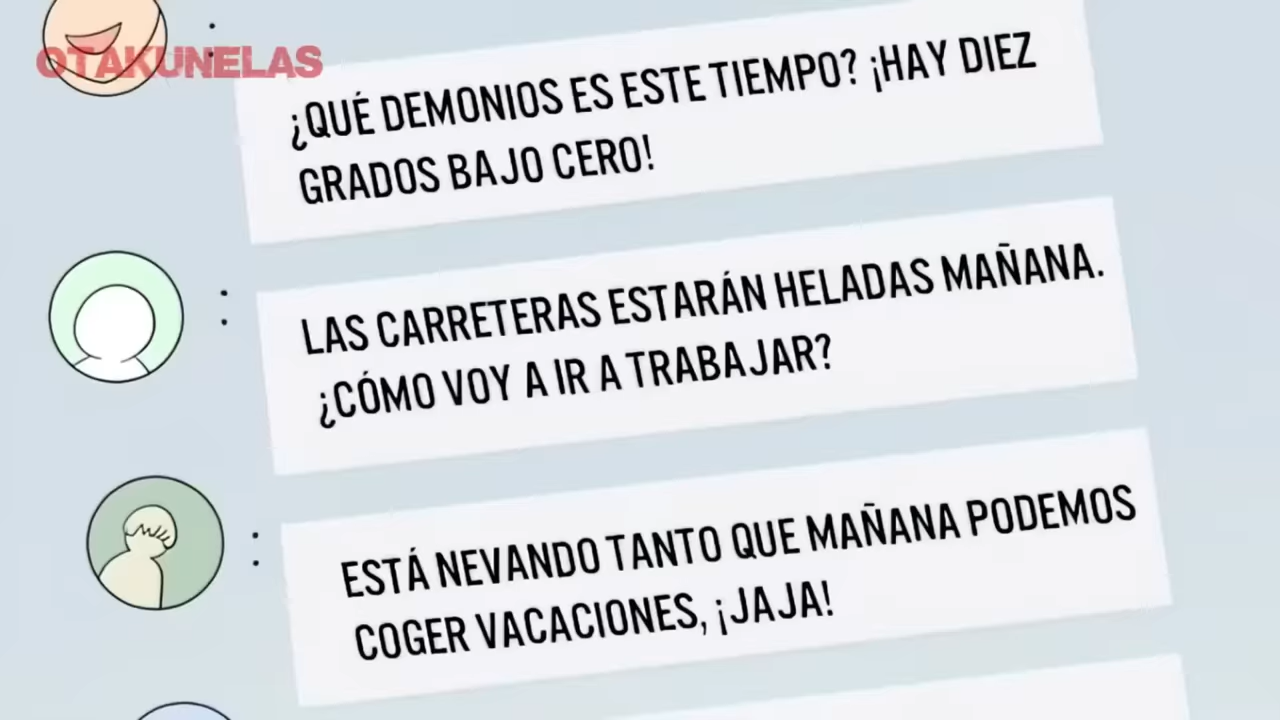 OTAKUNELAS
¿QUÉ DEMONIOS ES ESTE TIEMPO? ¡HAY DIEZ
GRADOS BAJO CERO!
LAS CARRETERAS ESTARÁN HELADAS MAÑANA.
¿CÓMO VOY A IR A TRABAJAR?
ESTÁ NEVANDO TANTO QUE MAÑANA PODEMOS
COGER VACACIONES, ¡JAJA!